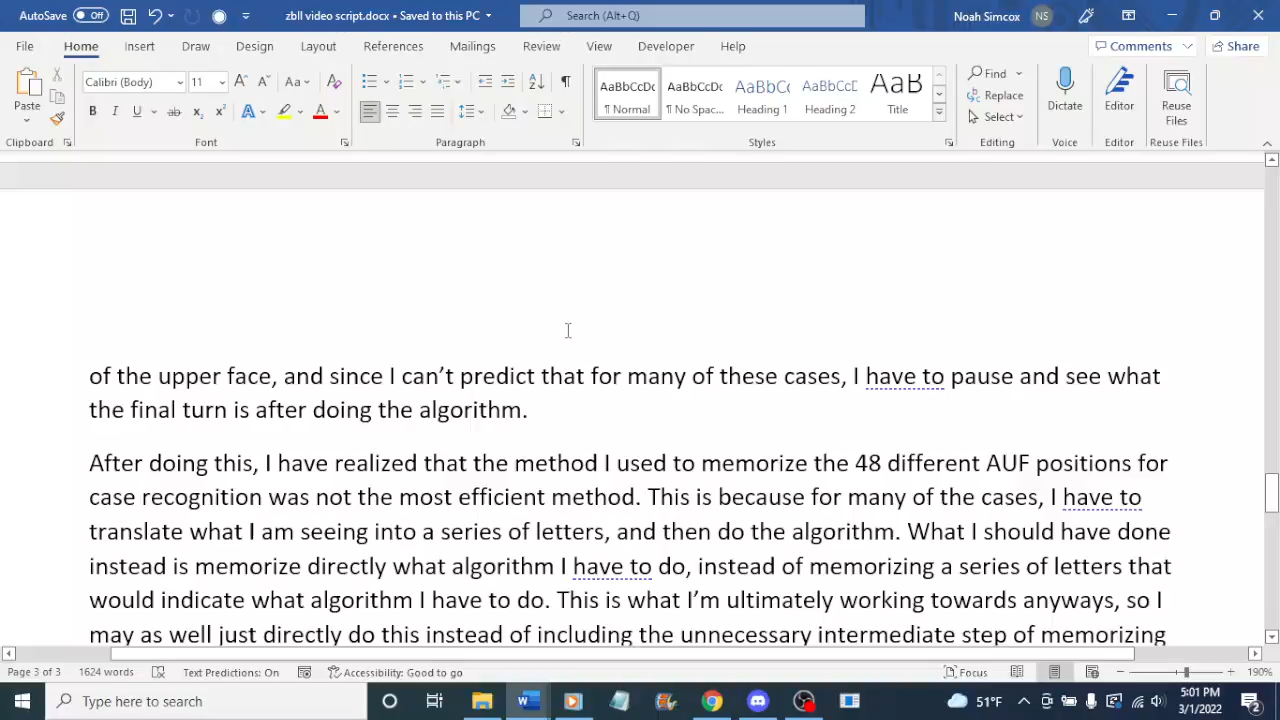 AutoSave Off zbll video script.docx • Saved to this PC Search (Alt+Q) Noah Simcox NS
File Home Insert Draw Design Layout References Mailings Review View Developer Help Comments Share
Calibri (Body) 11 Aa
Paste
Clipboard Font Paragraph
AaBbCcDc AaBbCcDc AaBbCc AaBbCcD AaB
¶ Normal ¶ No Spac... Heading 1 Heading 2 Title
Styles
Find
Replace
Select
Editing
Dictate
Voice
Editor
Editor
Reuse
Files
Reuse Files
of the upper face, and since I can’t predict that for many of these cases, I have to pause and see what
the final turn is after doing the algorithm.
After doing this, I have realized that the method I used to memorize the 48 different AUF positions for
case recognition was not the most efficient method. This is because for many of the cases, I have to
translate what I am seeing into a series of letters, and then do the algorithm. What I should have done
instead is memorize directly what algorithm I have to do, instead of memorizing a series of letters that
would indicate what algorithm I have to do. This is what I’m ultimately working towards anyways, so I
may as well just directly do this instead of including the unnecessary intermediate step of memorizing
Page 3 of 3 1624 words Text Predictions: On Accessibility: Good to go Focus 190%
Type here to search 51°F 5:01 PM
3/1/2022 2